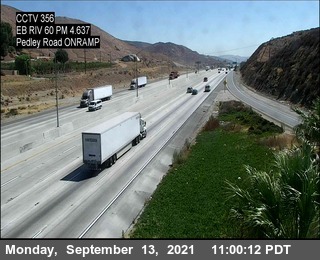 CCTV 356
EB RIV 60 PM 4.637
Pedley Road ONRAMP
Monday, September 13, 2021 11:00:12 PDT